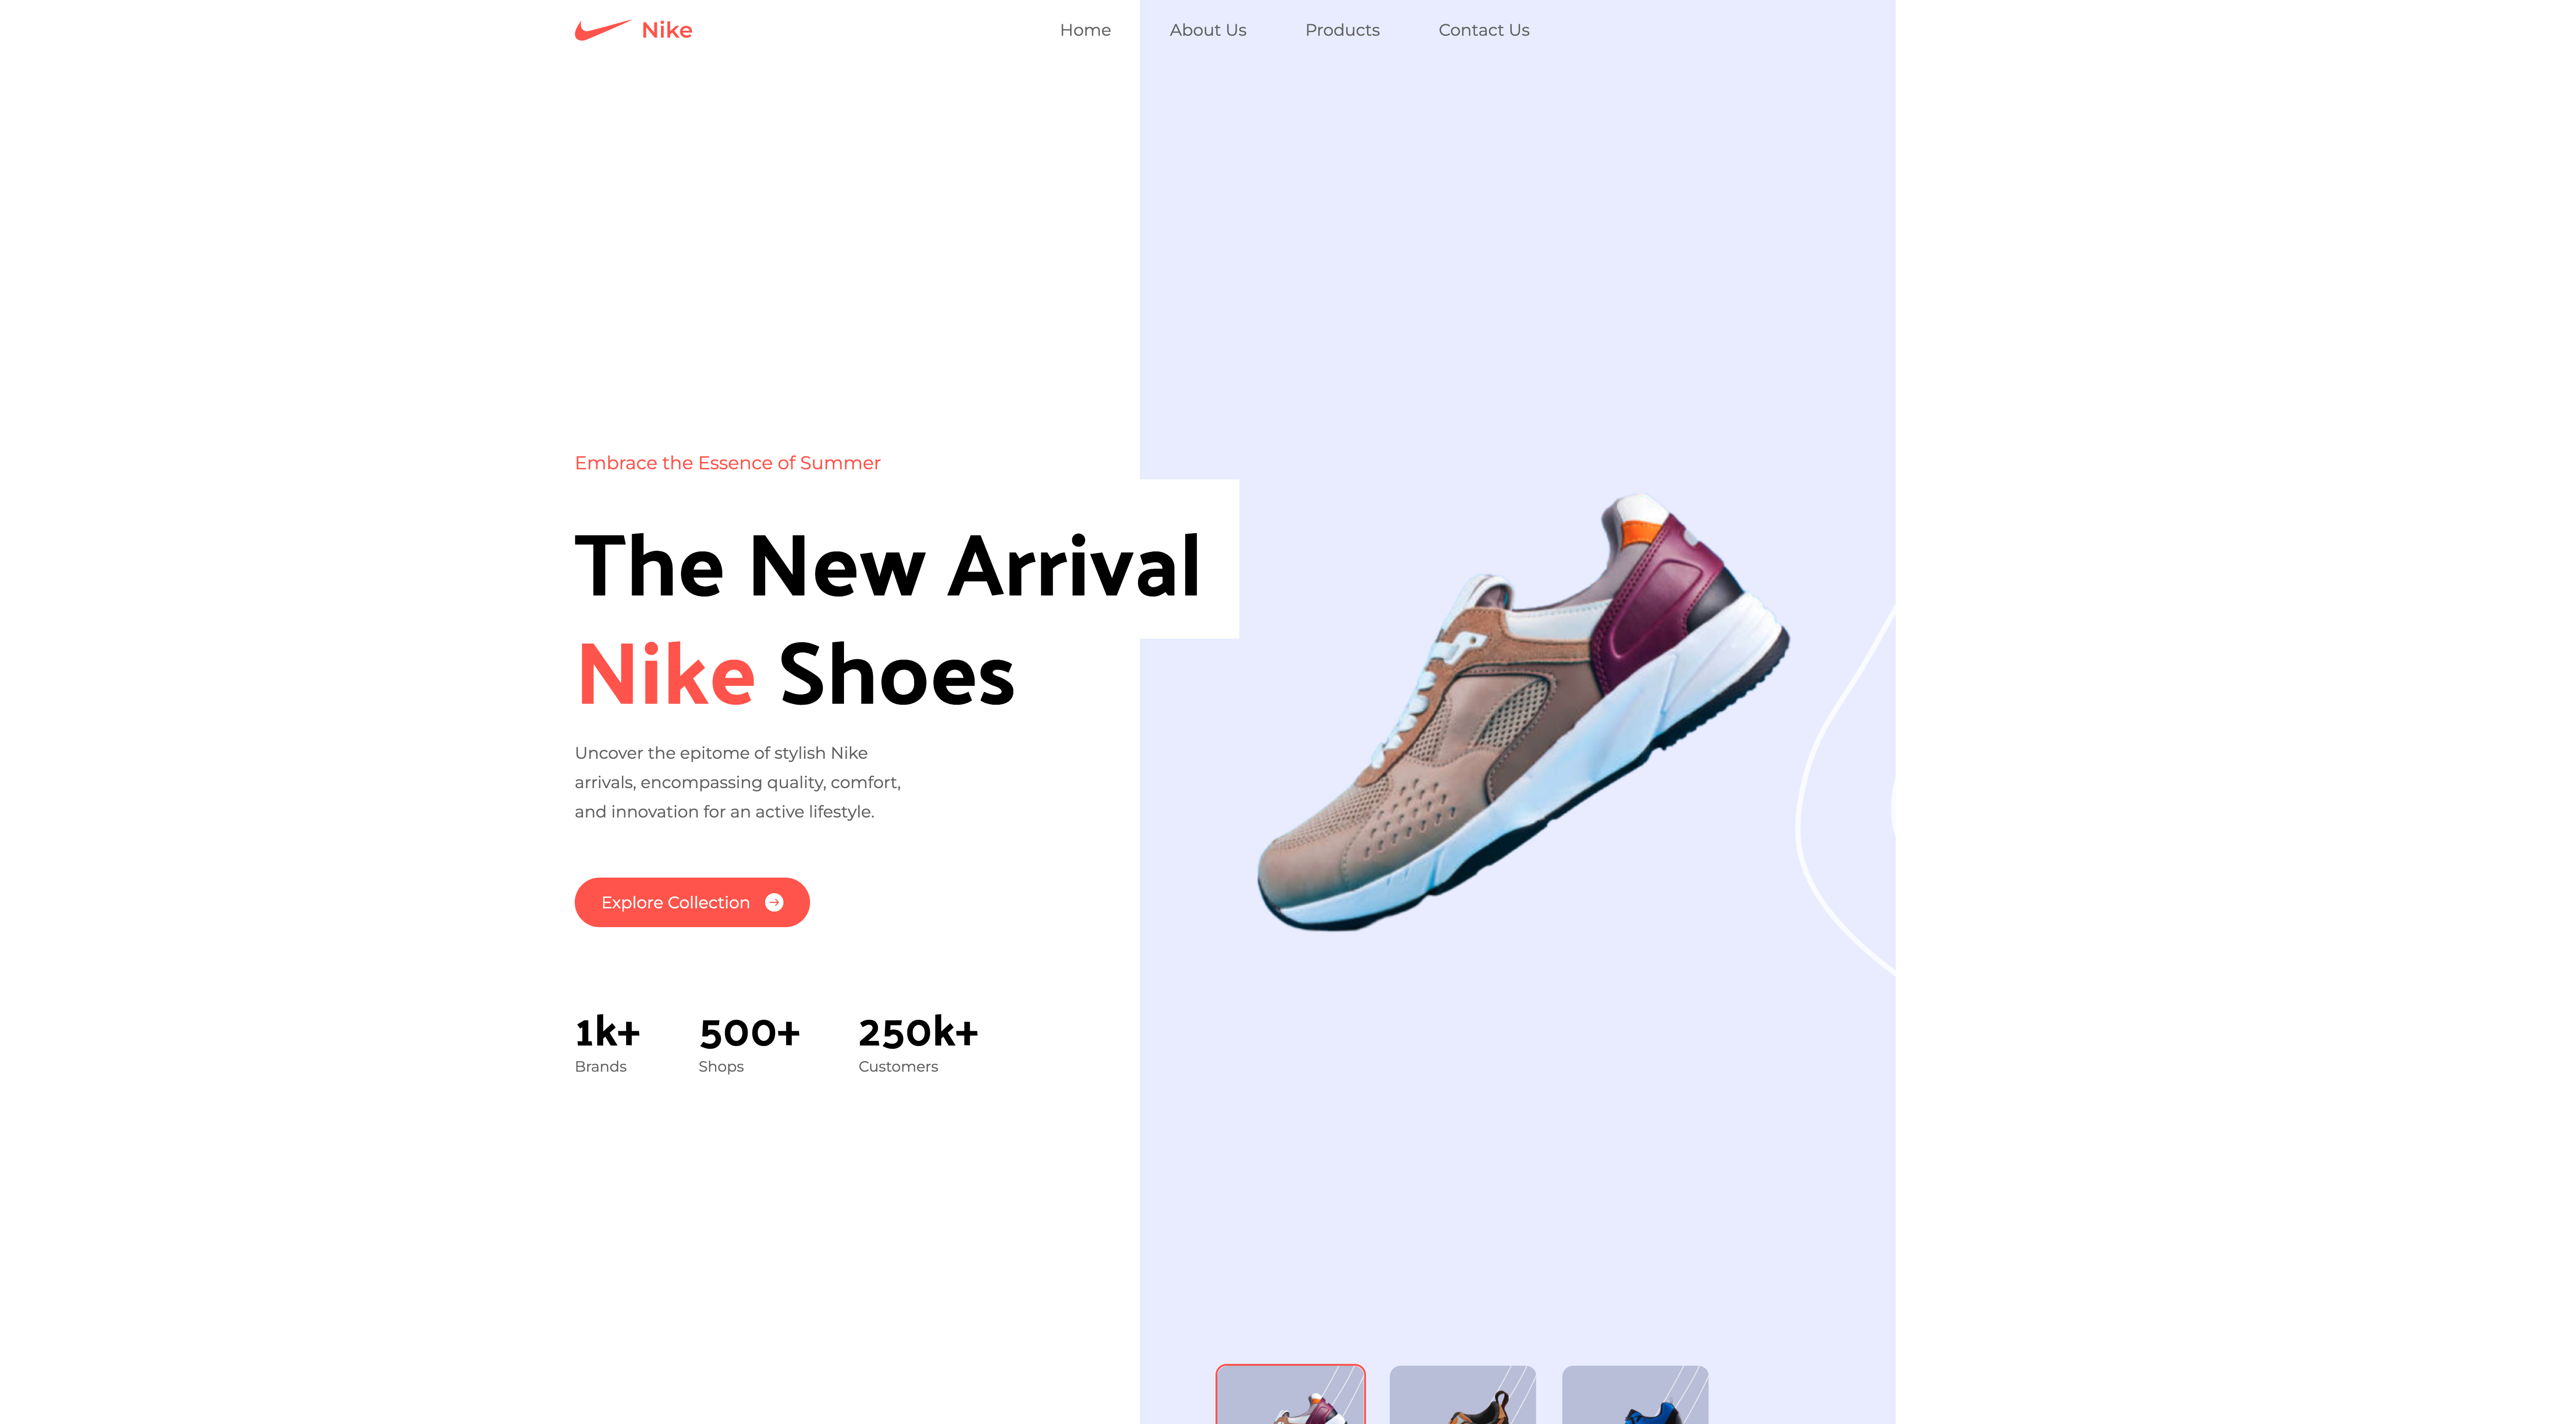 Nike
Home
About Us
Products
Contact Us
Embrace the Essence of Summer
The New Arrival
Nike Shoes
Uncover the epitome of stylish Nike
arrivals, encompassing quality, comfort,
and innovation for an active lifestyle.
Explore Collection
1k+
Brands
500+
Shops
250k+
Customers